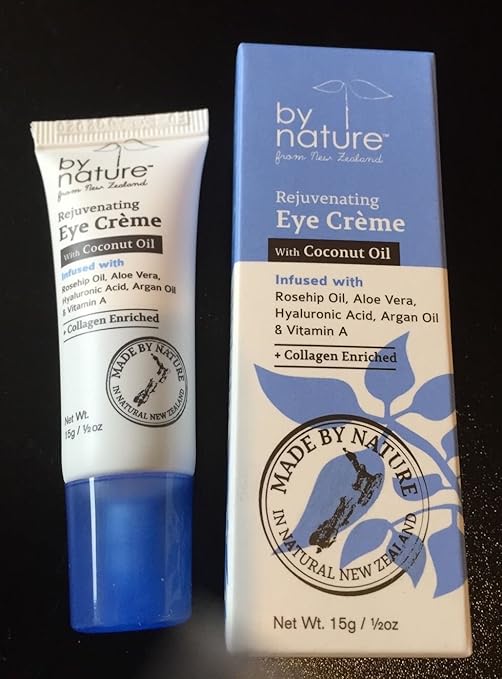 by
nature™
from New Zealand
Rejuvenating
Eye Crème
With Coconut Oil
Infused with
Rosehip Oil, Aloe Vera,
Hyaluronic Acid, Argan Oil
& Vitamin A
+ Collagen Enriched
MADE BY NATURE
IN NATURAL NEW ZEALAND
Net Wt.
15g / ½oz
by
nature™
from New Zealand
Rejuvenating
Eye Crème
With Coconut Oil
Infused with
Rosehip Oil, Aloe Vera,
Hyaluronic Acid, Argan Oil
& Vitamin A
+ Collagen Enriched
MADE BY NATURE
IN NATURAL NEW ZEALAND
Net Wt. 15g / ½oz